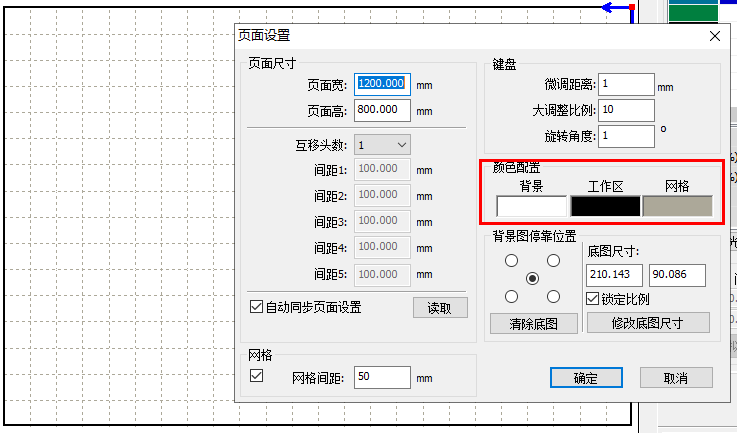 页面设置
页面尺寸
页面宽: 1200.000 mm
页面高: 800.000 mm
互移头数: 1
间距1: 100.000 mm
间距2: 100.000 mm
间距3: 100.000 mm
间距4: 100.000 mm
间距5: 100.000 mm
自动同步页面设置 读取
网格
网格间距: 50 mm
键盘
微调距离: 1 mm
大调整比例: 10
旋转角度: 1 °
颜色配置
背景 工作区 网格
背景图停靠位置
底图尺寸:
210.143 90.086
锁定比例
清除底图 修改底图尺寸
确定 取消
%)
%)